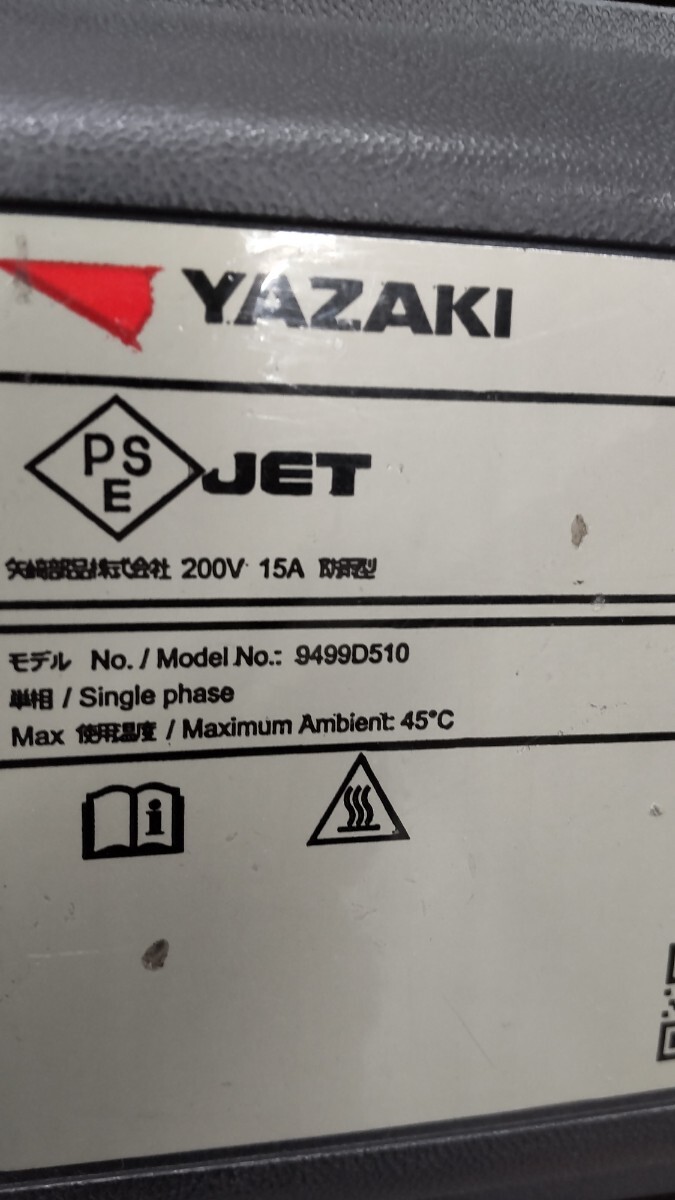 YAZAKI
PS
E
JET
矢崎部品株式会社 200V 15A 防雨型
モデル No. / Model No.: 9499D510
単相 / Single phase
Max 使用温度 / Maximum Ambient: 45°C
i